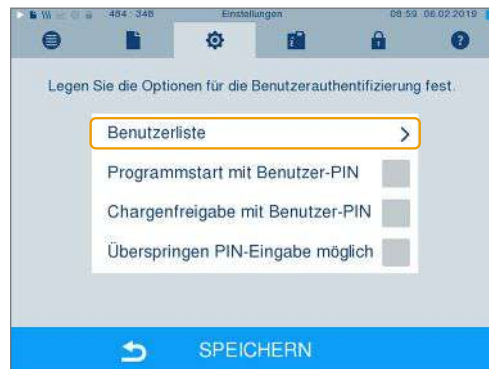 484 : 348 Einstellungen 08:59 06.02.2019
Legen Sie die Optionen für die Benutzerauthentifizierung fest.
Benutzerliste
Programmstart mit Benutzer-PIN
Chargenfreigabe mit Benutzer-PIN
Überspringen PIN-Eingabe möglich
SPEICHERN